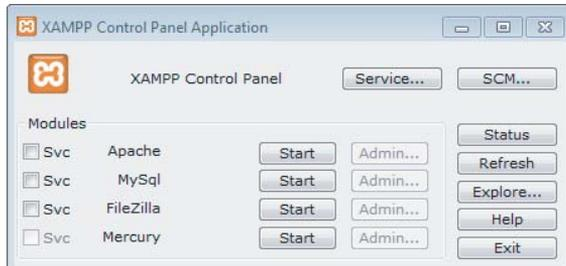 XAMPP Control Panel Application
XAMPP Control Panel Service... SCM...
Modules
Svc Apache Start Admin...
Svc MySql Start Admin...
Svc FileZilla Start Admin...
Svc Mercury Start Admin...
Status
Refresh
Explore...
Help
Exit